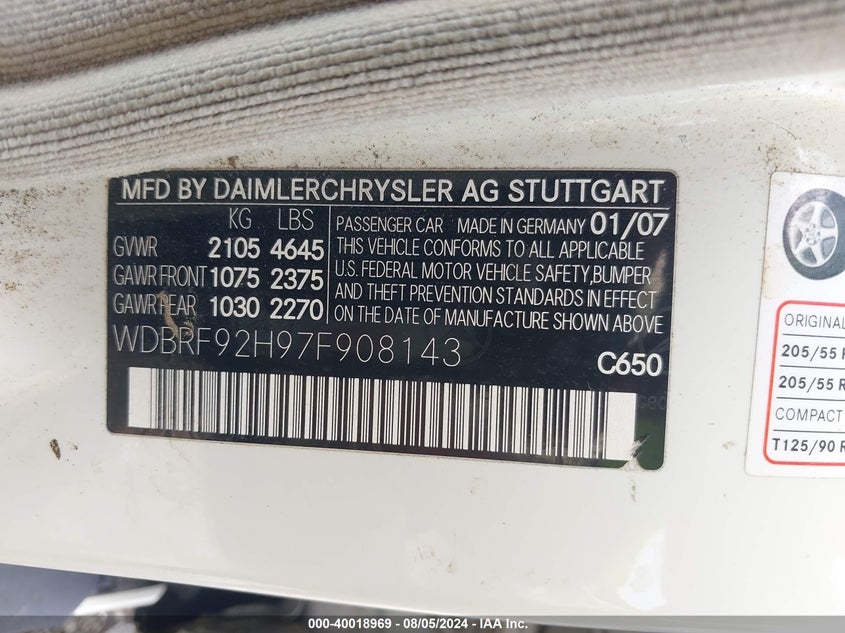 MFD BY DAIMLERCHRYSLER AG STUTTGART
KG LBS
GVWR 2105 4645
GAWR FRONT 1075 2375
GAWR REAR 1030 2270
PASSENGER CAR MADE IN GERMANY 01/07
THIS VEHICLE CONFORMS TO ALL APPLICABLE
U.S. FEDERAL MOTOR VEHICLE SAFETY,BUMPER
AND THEFT PREVENTION STANDARDS IN EFFECT
ON THE DAY OF MANUFACTURE SHOWN ABOVE
WDBRF92H97F908143
C650
ORIGINAL
205/55
205/55 R
COMPACT
T125/90 R
000-40018969 - 08/05/2024 - IAA Inc.